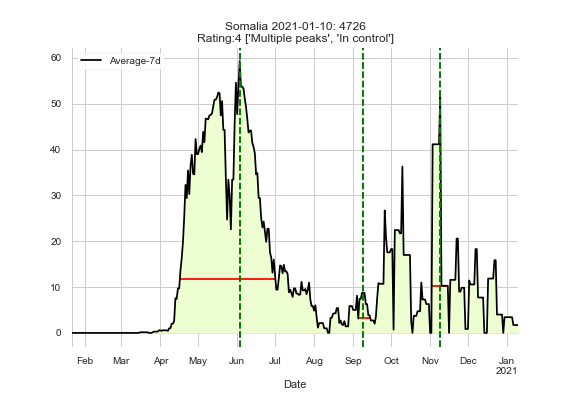 Somalia 2021-01-10: 4726
Rating:4 ['Multiple peaks', 'In control']
Average-7d
60
50
40
30
20
10
0
Feb Mar Apr May Jun Jul Aug Sep Oct Nov Dec Jan
2021
Date